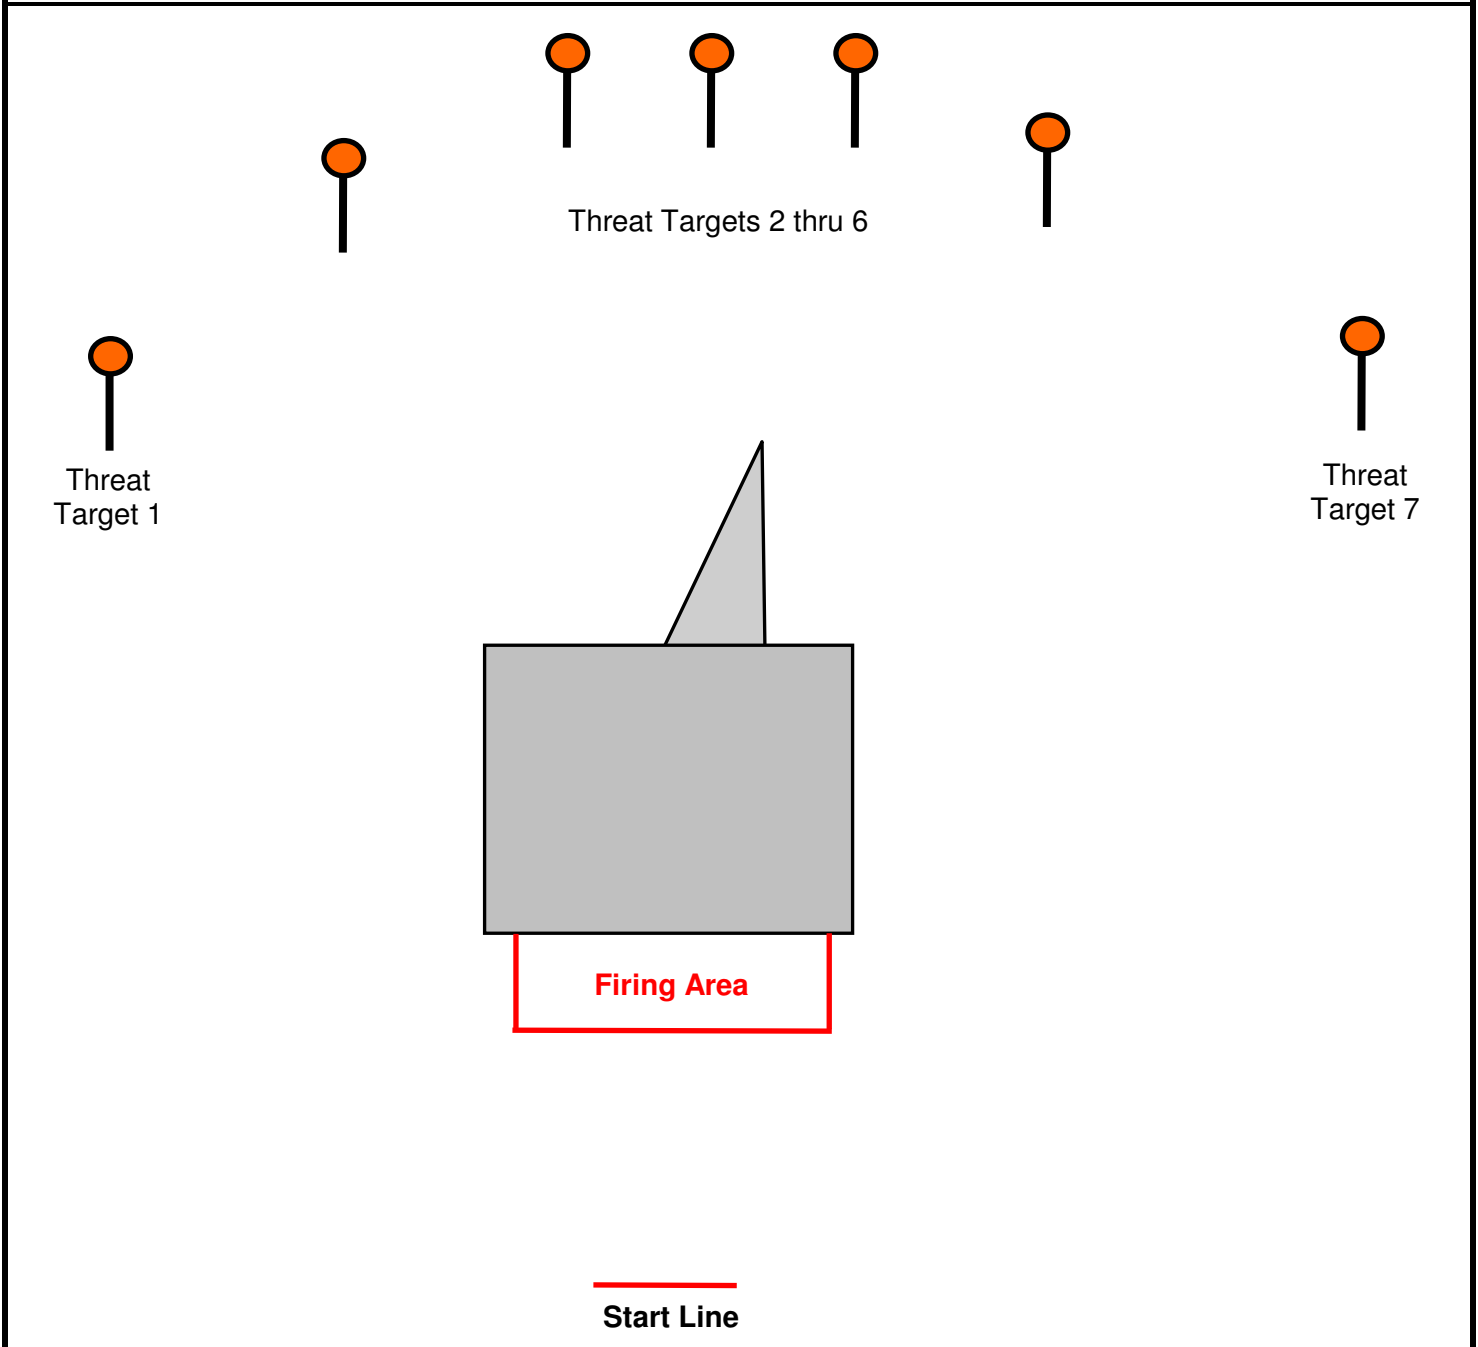 Threat Targets 2 thru 6
Threat
Target 1
Threat
Target 7
Firing Area
Start Line